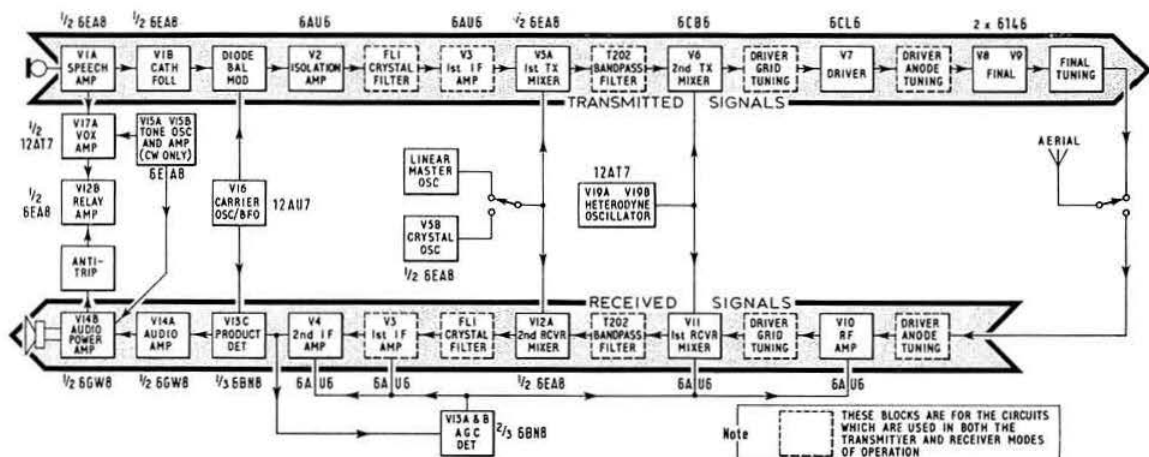 ½ 6EA8
½ 6EA8
6AU6
6AU6
½ 6EA8
6CB6
6CL6
2 x 6146
V1A
SPEECH
AMP
V1B
CATH
FOLL
DIODE
BAL
MOD
V2
ISOLATION
AMP
FL1
CRYSTAL
FILTER
V3
1st IF
AMP
V5A
1st TX
MIXER
T202
BANDPASS
FILTER
V6
2nd TX
MIXER
DRIVER
GRID
TUNING
V7
DRIVER
DRIVER
ANODE
TUNING
V8 V9
FINAL
FINAL
TUNING
TRANSMITTED SIGNALS
½
12AT7
V17A
VOX
AMP
V15A V15B
TONE OSC
AND AMP
(CW ONLY)
6EA8
½
6EA8
V12B
RELAY
AMP
V16
CARRIER
OSC/BFO
12AU7
LINEAR
MASTER
OSC
V5B
CRYSTAL
OSC
½ 6EA8
12AT7
V19A V19B
HETERODYNE
OSCILLATOR
AERIAL
ANTI-
TRIP
RECEIVED SIGNALS
V14B
AUDIO
POWER
AMP
V14A
AUDIO
AMP
V13C
PRODUCT
DET
V4
2nd IF
AMP
V3
1st IF
AMP
FL1
CRYSTAL
FILTER
V12A
2nd RCVR
MIXER
T202
BANDPASS
FILTER
V11
1st RCVR
MIXER
DRIVER
GRID
TUNING
V10
RF
AMP
DRIVER
ANODE
TUNING
½ 6GW8
½ 6GW8
⅓ 6BN8
6AU6
6AU6
½ 6EA8
6AU6
6AU6
V13A & B
AGC
DET
⅔ 6BN8
Note
THESE BLOCKS ARE FOR THE CIRCUITS
WHICH ARE USED IN BOTH THE
TRANSMITTER AND RECEIVER MODES
OF OPERATION